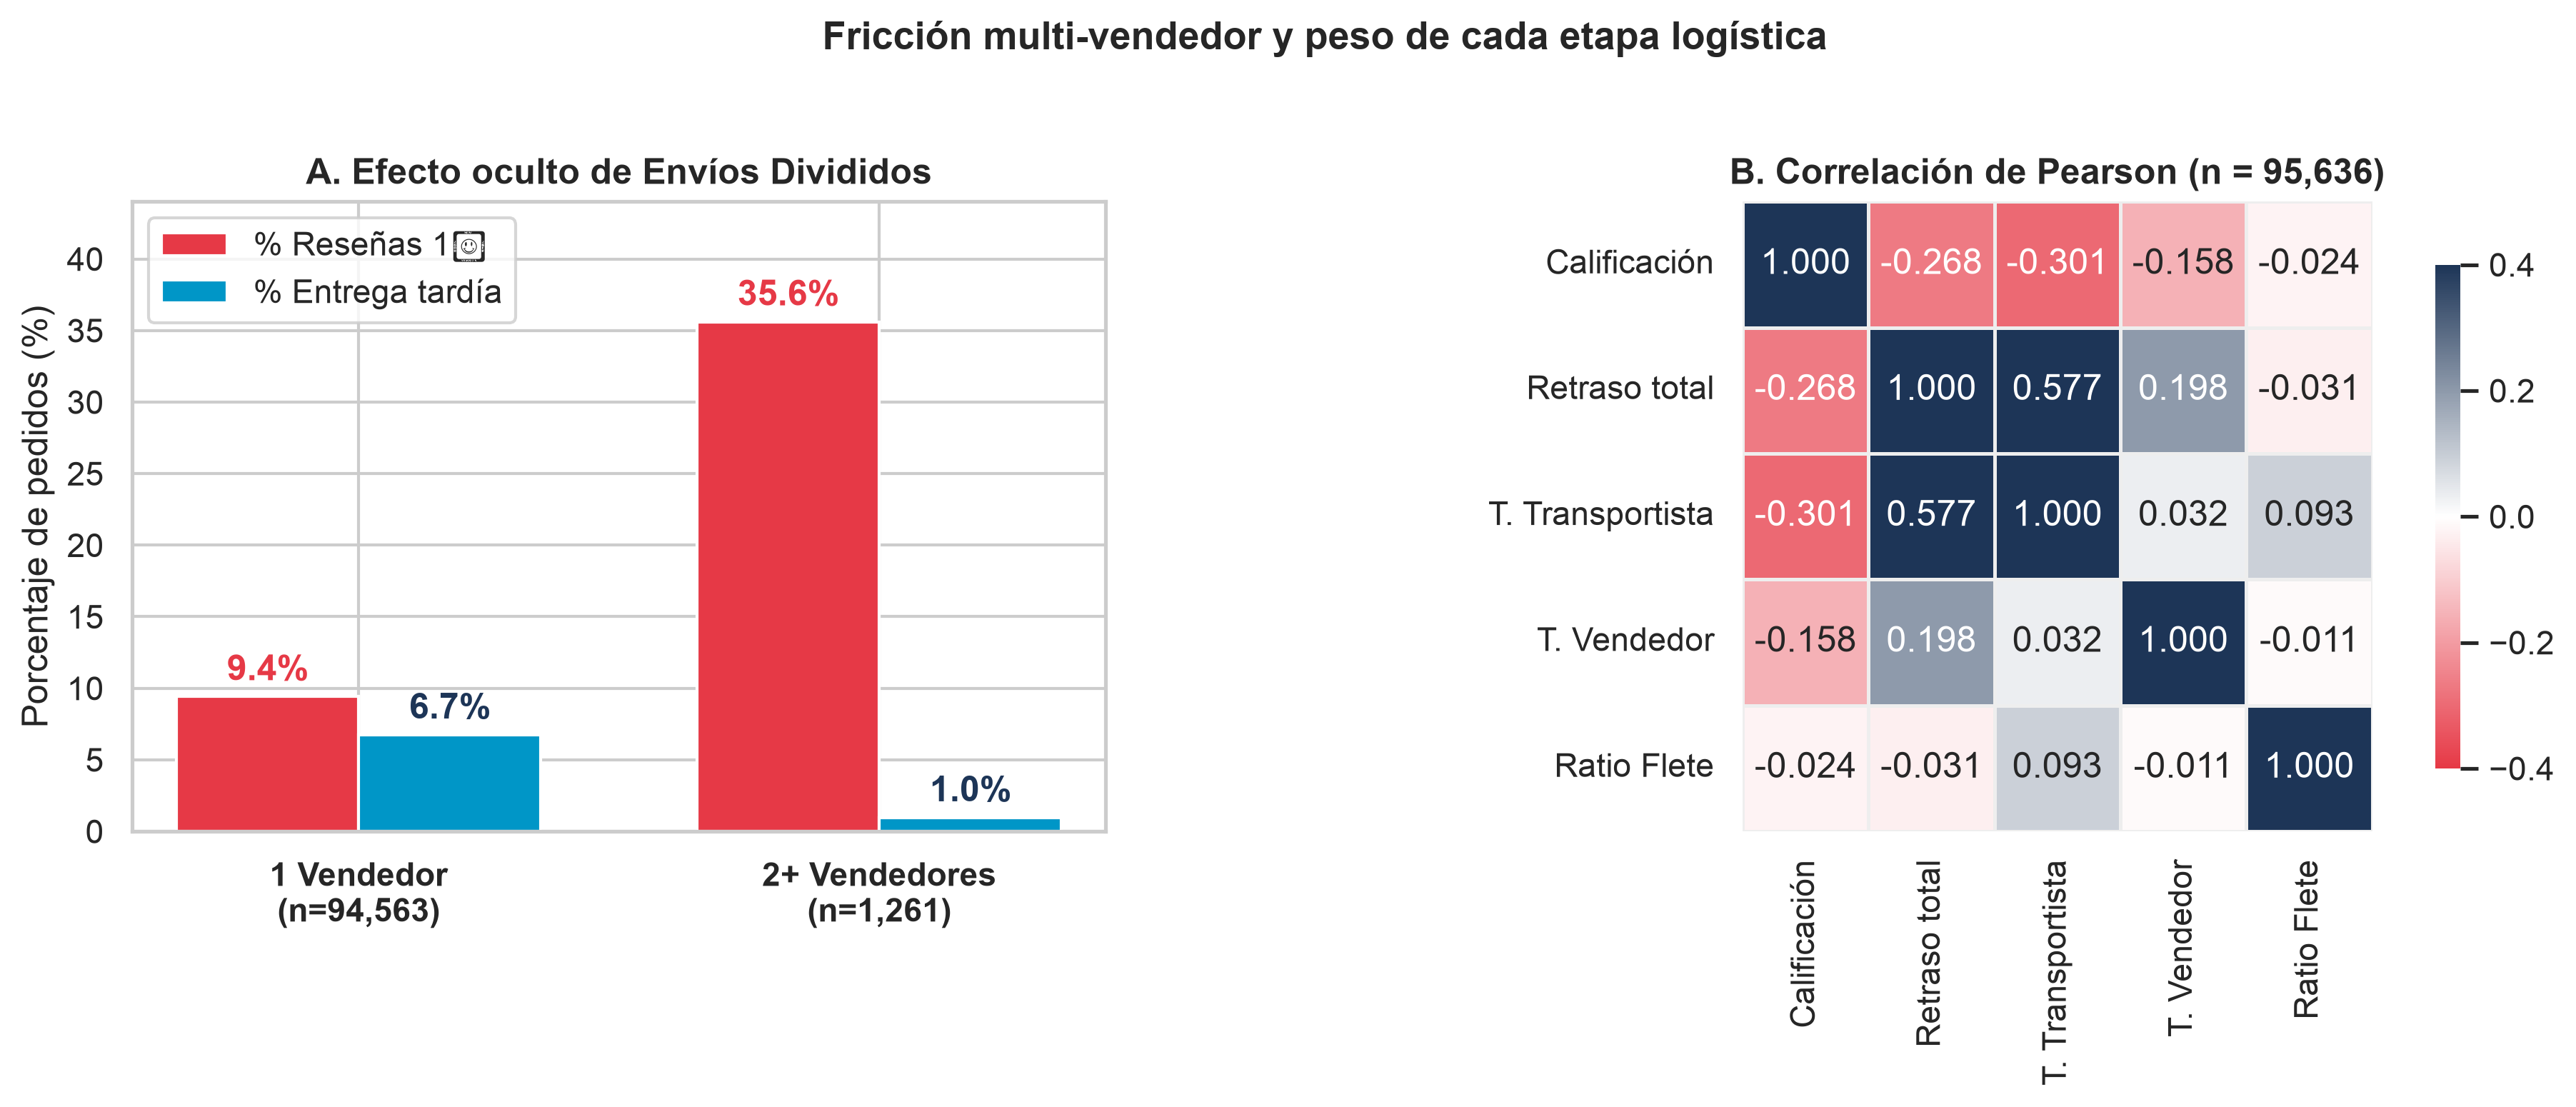 Fricción multi-vendedor y peso de cada etapa logística
A. Efecto oculto de Envíos Divididos
% Reseñas 1
% Entrega tardía
Porcentaje de pedidos (%)
40
35
30
25
20
15
10
5
0
9.4%
6.7%
35.6%
1.0%
1 Vendedor
(n=94,563)
2+ Vendedores
(n=1,261)
B. Correlación de Pearson (n = 95,636)
Calificación 1.000 -0.268 -0.301 -0.158 -0.024
Retraso total -0.268 1.000 0.577 0.198 -0.031
T. Transportista -0.301 0.577 1.000 0.032 0.093
T. Vendedor -0.158 0.198 0.032 1.000 -0.011
Ratio Flete -0.024 -0.031 0.093 -0.011 1.000
Calificación
Retraso total
T. Transportista
T. Vendedor
Ratio Flete
0.4
0.2
0.0
−0.2
−0.4